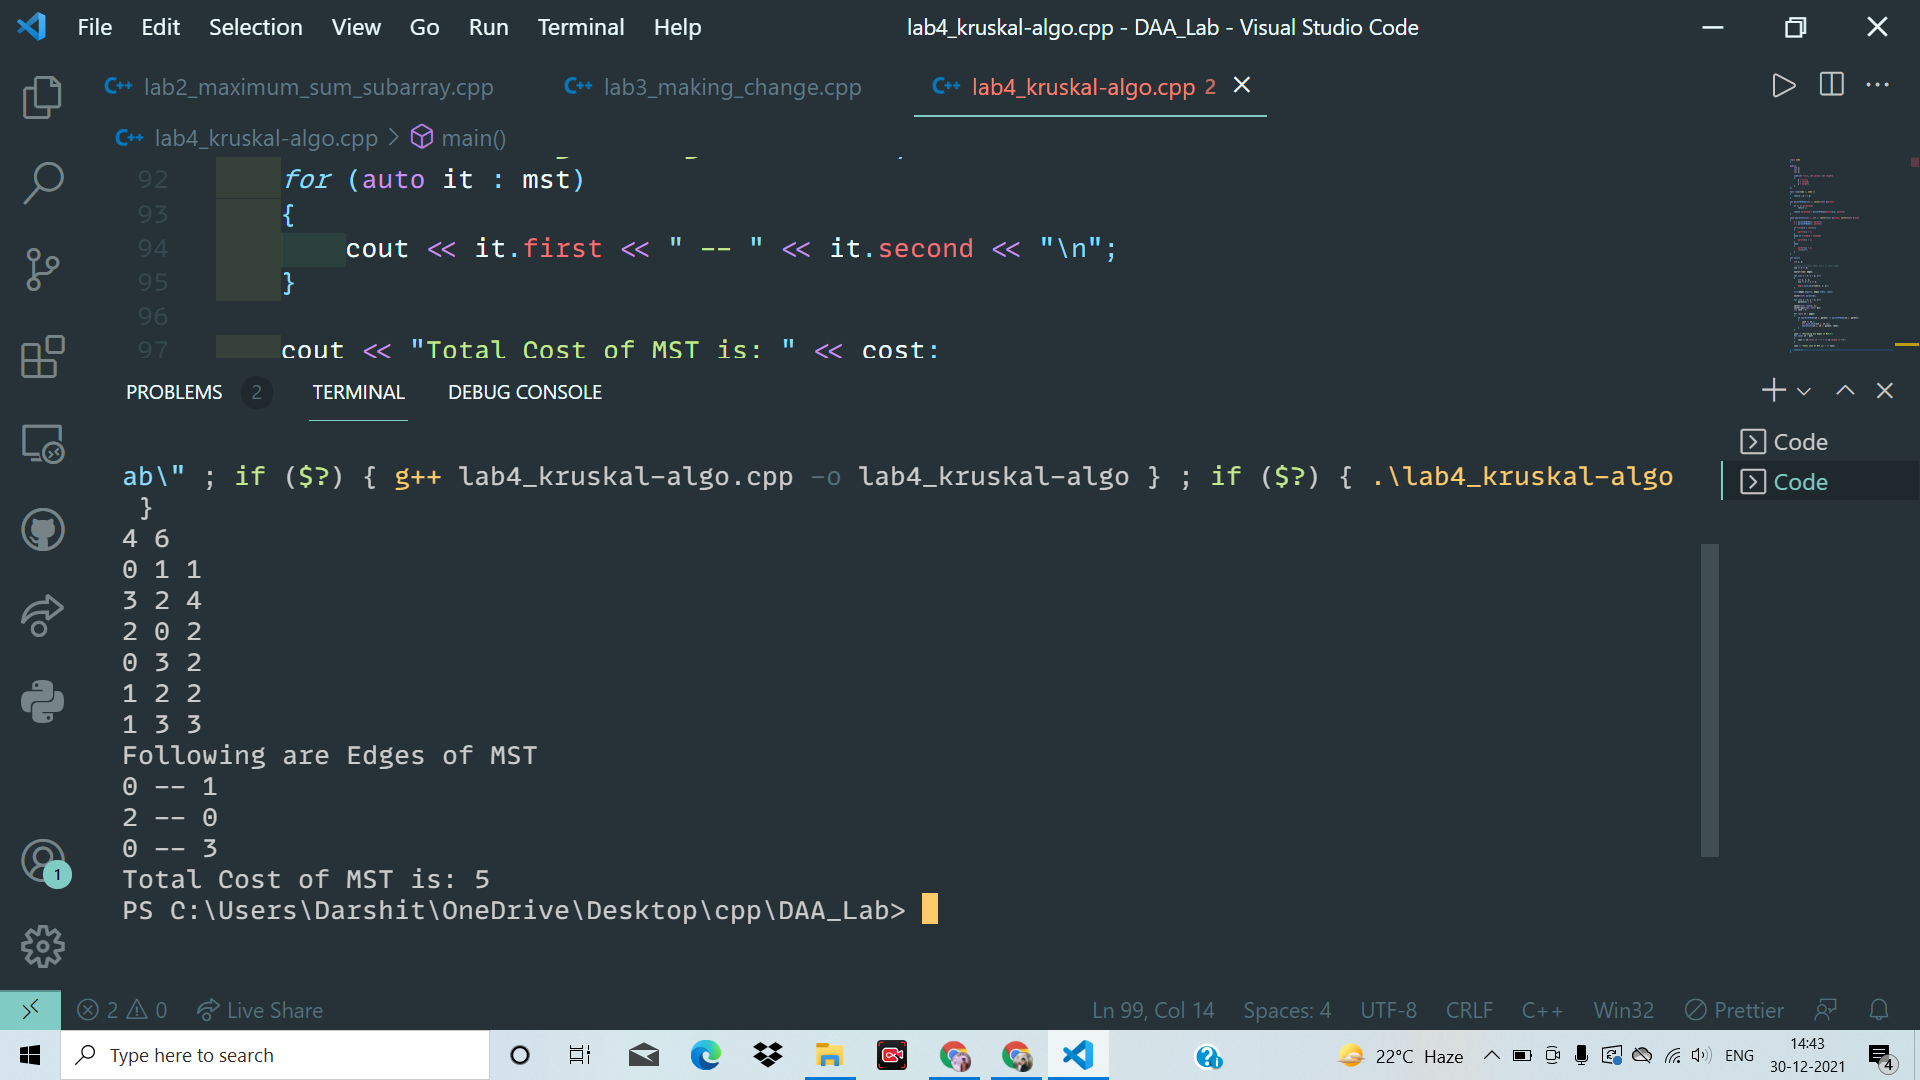 File Edit Selection View Go Run Terminal Help lab4_kruskal-algo.cpp - DAA_Lab - Visual Studio Code
C++ lab2_maximum_sum_subarray.cpp C++ lab3_making_change.cpp C++ lab4_kruskal-algo.cpp 2
C++ lab4_kruskal-algo.cpp > main()
92 for (auto it : mst)
93 {
94 cout << it.first << " -- " << it.second << "\n";
95 }
96
97 cout << "Total Cost of MST is: " << cost;
PROBLEMS 2 TERMINAL DEBUG CONSOLE
Code
Code
ab\" ; if ($?) { g++ lab4_kruskal-algo.cpp -o lab4_kruskal-algo } ; if ($?) { .\lab4_kruskal-algo
}
4 6
0 1 1
3 2 4
2 0 2
0 3 2
1 2 2
1 3 3
Following are Edges of MST
0 -- 1
2 -- 0
0 -- 3
Total Cost of MST is: 5
PS C:\Users\Darshit\OneDrive\Desktop\cpp\DAA_Lab>
1
2 0 Live Share Ln 99, Col 14 Spaces: 4 UTF-8 CRLF C++ Win32 Prettier
Type here to search 22°C Haze ENG 14:43 30-12-2021 4